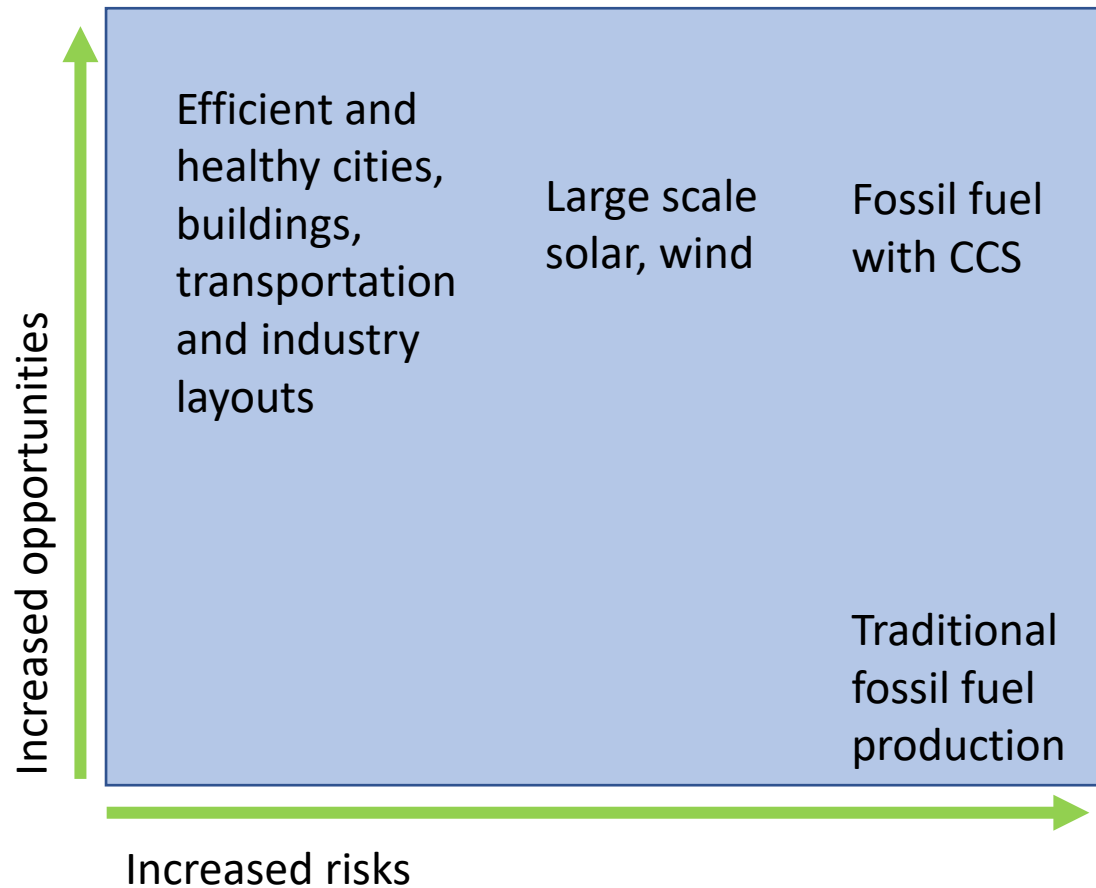 Increased opportunities
Efficient and
healthy cities,
buildings,
transportation
and industry
layouts
Large scale
solar, wind
Fossil fuel
with CCS
Traditional
fossil fuel
production
Increased risks